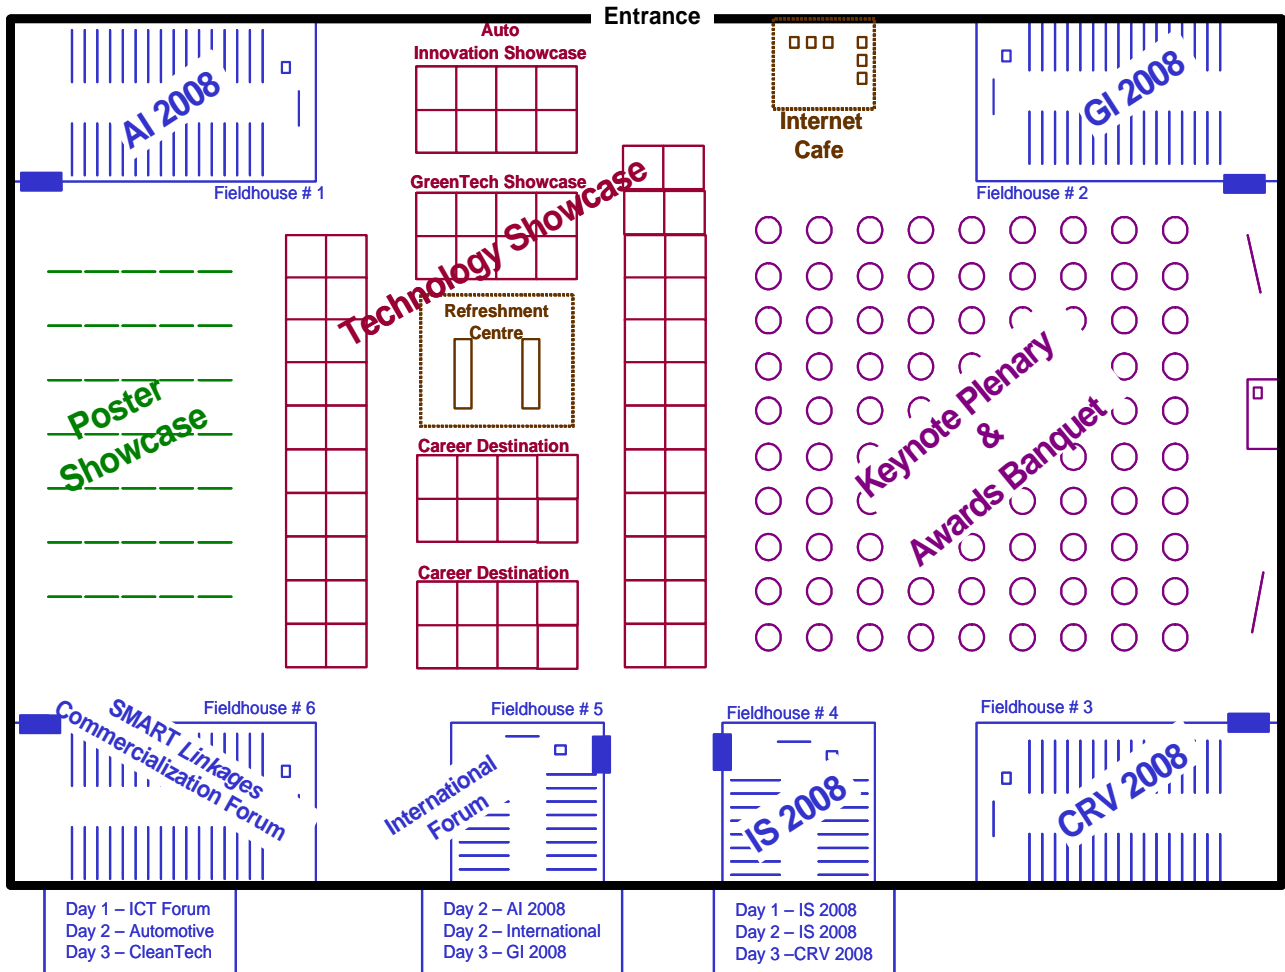 Entrance
Auto
Innovation Showcase
AI 2008
Internet
Cafe
GI 2008
Fieldhouse # 1
GreenTech Showcase
Fieldhouse # 2
Technology Showcase
Refreshment
Centre
Poster
Showcase
Keynote Plenary
&
Awards Banquet
Career Destination
Career Destination
Fieldhouse # 6
SMART Linkages
Commercialization Forum
Fieldhouse # 5
International
Forum
Fieldhouse # 4
IS 2008
Fieldhouse # 3
CRV 2008
Day 1 – ICT Forum
Day 2 – Automotive
Day 3 – CleanTech
Day 2 – AI 2008
Day 2 – International
Day 3 – GI 2008
Day 1 – IS 2008
Day 2 – IS 2008
Day 3 –CRV 2008